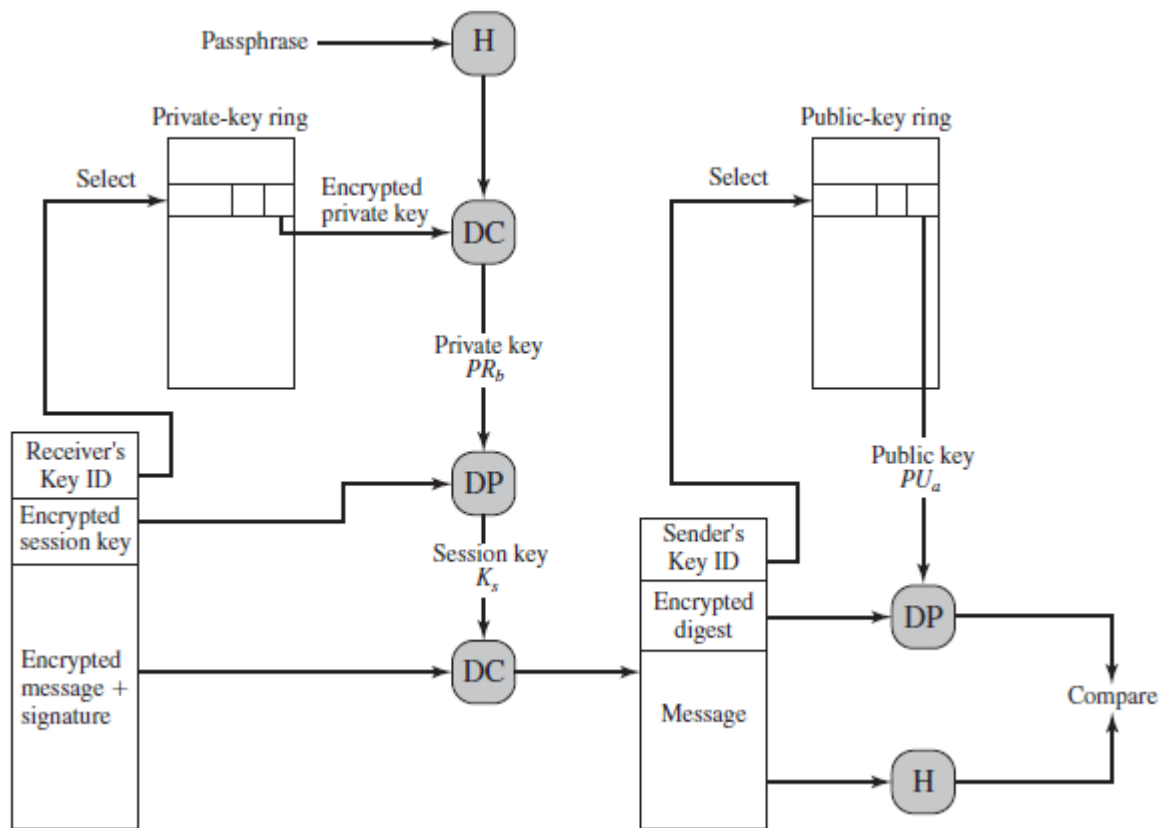 Passphrase
H
Private-key ring
Public-key ring
Select
Encrypted
private key
Select
DC
Private key
PR_b
Receiver's
Key ID
Public key
PU_a
DP
Encrypted
session key
Sender's
Key ID
Session key
K_s
Encrypted
digest
DP
Encrypted
message +
signature
DC
Message
Compare
H